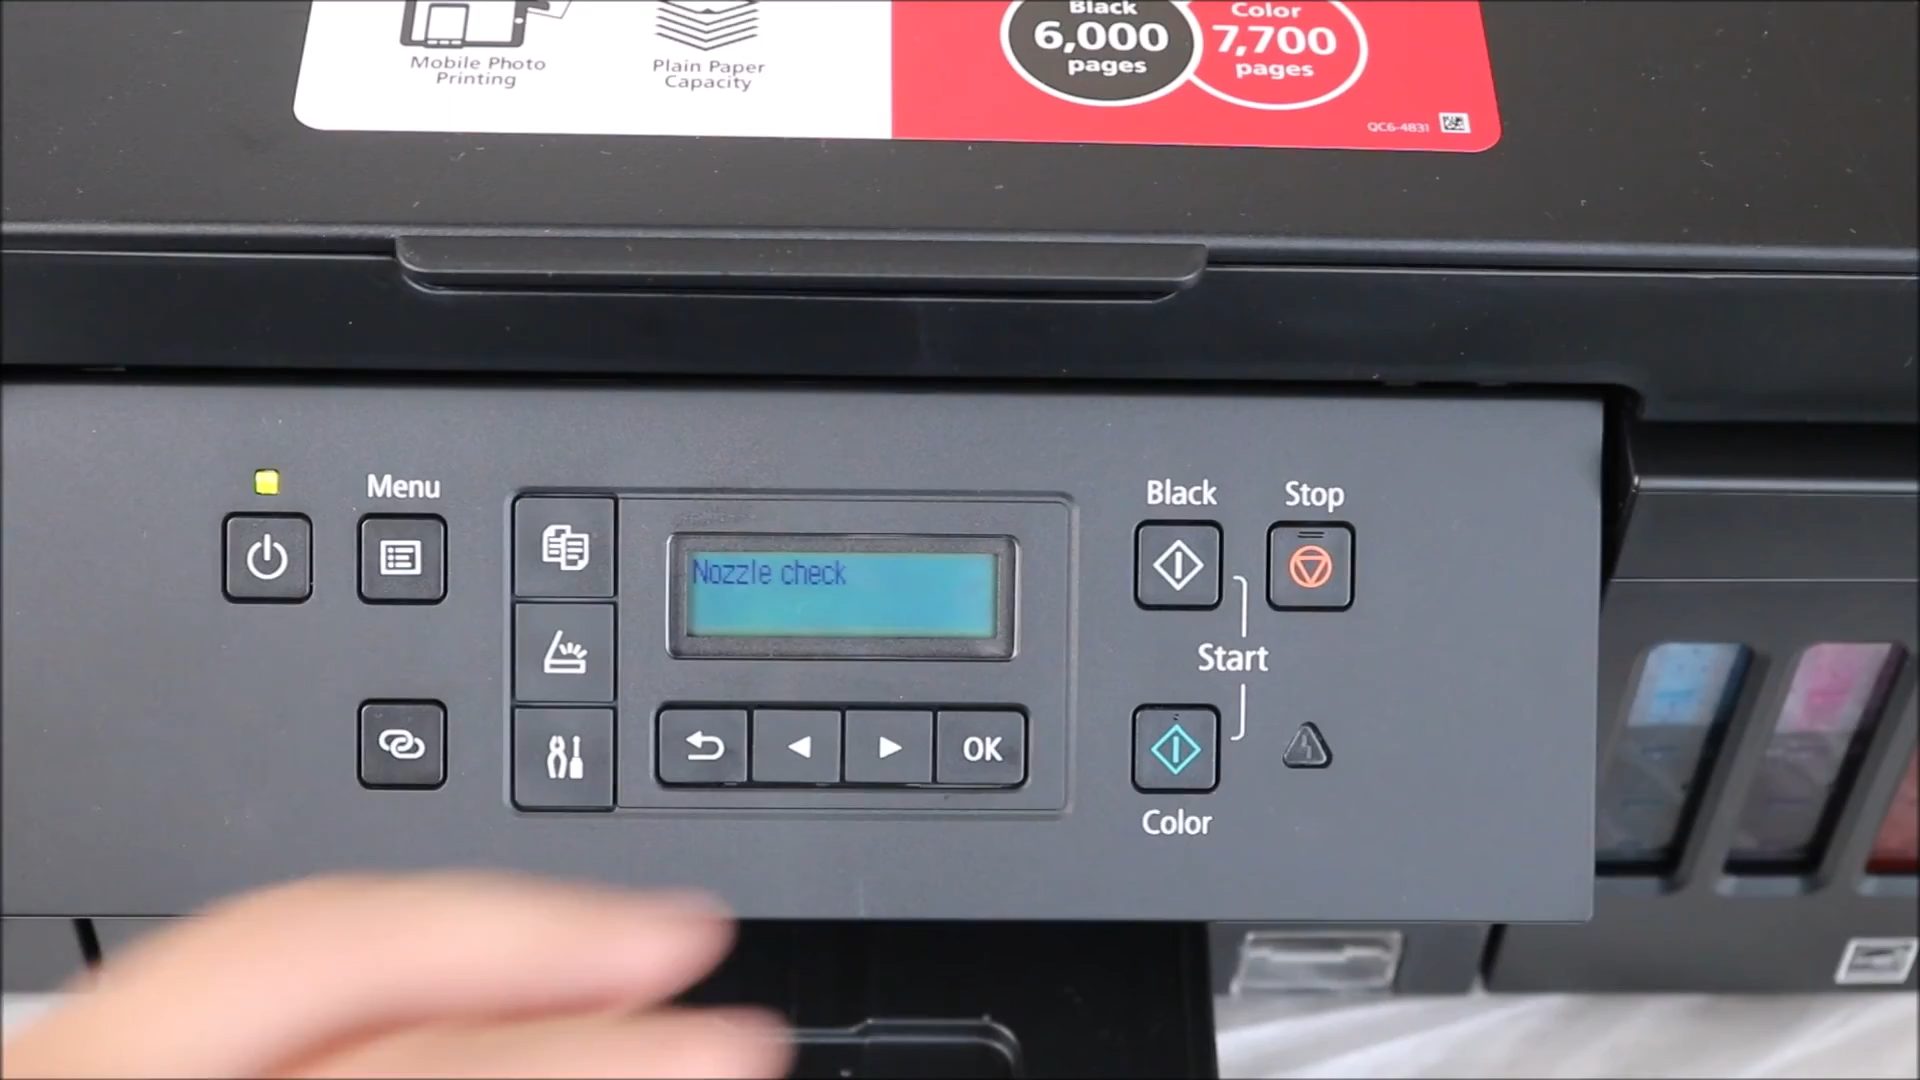 Mobile Photo
Printing
Plain Paper
Capacity
Black
6,000
pages
Color
7,700
pages
QC6-4831
Menu
Nozzle check
OK
Black
Stop
Start
Color